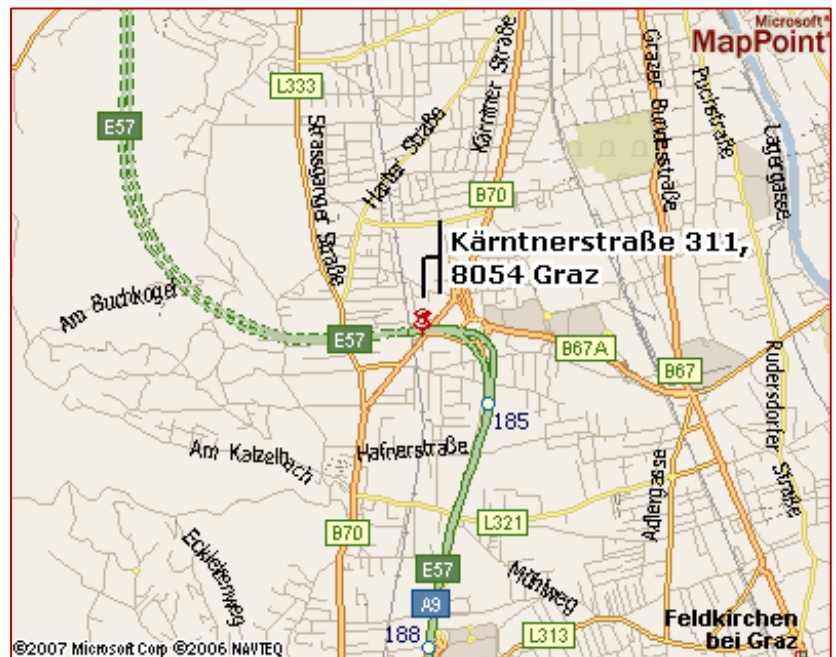 Microsoft®
MapPoint®
L333
E57
Strassganger Straße
Harter Straße
Kärntner Straße
Grazer Bundesstraße
Puchstraße
Lagergasse
B70
Kärntnerstraße 311,
8054 Graz
Am Buchkogel
E57
B67A
B67
Rudersdorfer Straße
185
Am Katzelbach
Hafnerstraße
Adlergasse
L321
B70
Eckleitenweg
E57
Mühlweg
A9
188
L313
Feldkirchen
bei Graz
©2007 Microsoft Corp ©2006 NAVTEQ